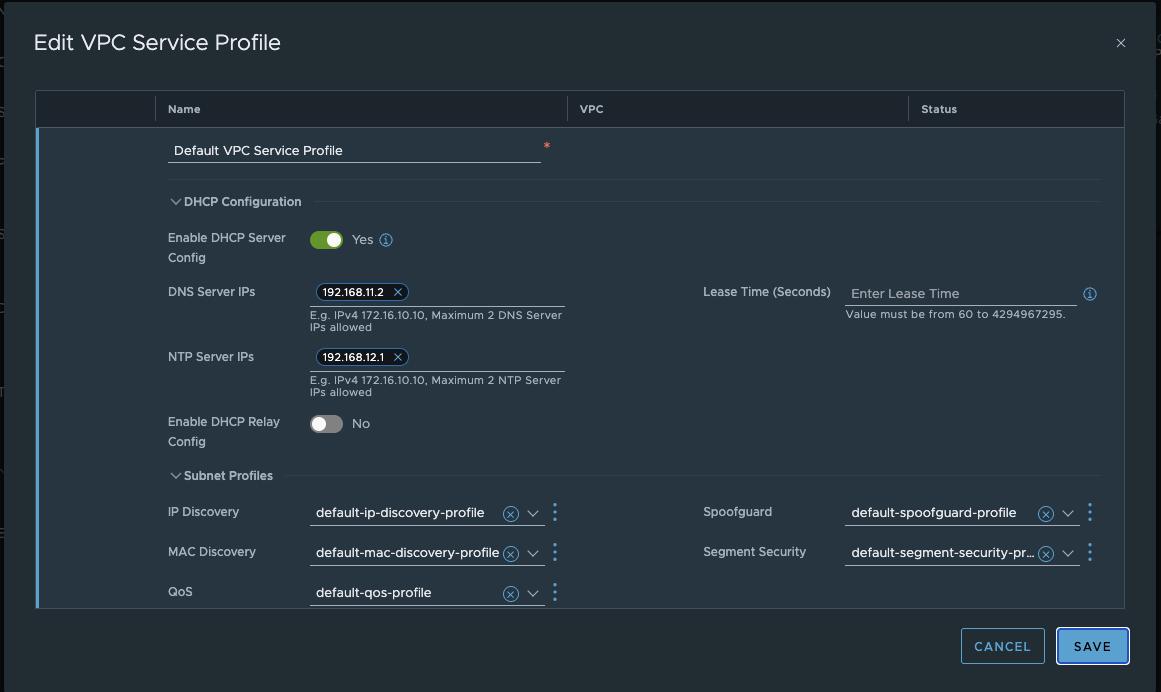 Edit VPC Service Profile
Name
VPC
Status
Default VPC Service Profile *
DHCP Configuration
Enable DHCP Server
Config
Yes
DNS Server IPs
192.168.11.2
E.g. IPv4 172.16.10.10, Maximum 2 DNS Server
IPs allowed
Lease Time (Seconds)
Enter Lease Time
Value must be from 60 to 4294967295.
NTP Server IPs
192.168.12.1
E.g. IPv4 172.16.10.10, Maximum 2 NTP Server
IPs allowed
Enable DHCP Relay
Config
No
Subnet Profiles
IP Discovery
default-ip-discovery-profile
Spoofguard
default-spoofguard-profile
MAC Discovery
default-mac-discovery-profile
Segment Security
default-segment-security-pr...
QoS
default-qos-profile
CANCEL
SAVE